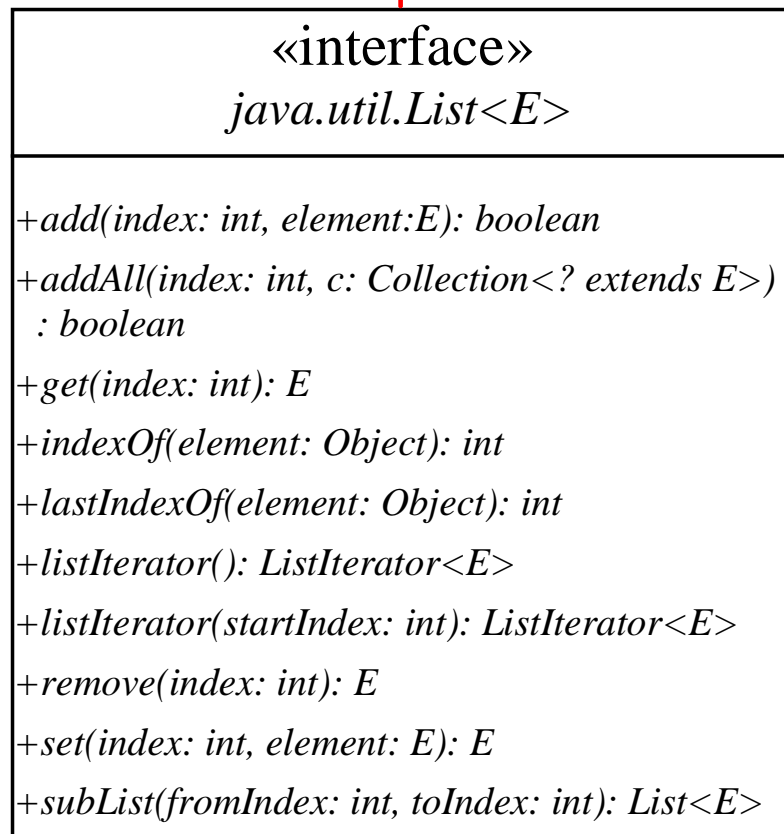 «interface»
java.util.List<E>
+add(index: int, element:E): boolean
+addAll(index: int, c: Collection<? extends E>)
: boolean
+get(index: int): E
+indexOf(element: Object): int
+lastIndexOf(element: Object): int
+listIterator(): ListIterator<E>
+listIterator(startIndex: int): ListIterator<E>
+remove(index: int): E
+set(index: int, element: E): E
+subList(fromIndex: int, toIndex: int): List<E>